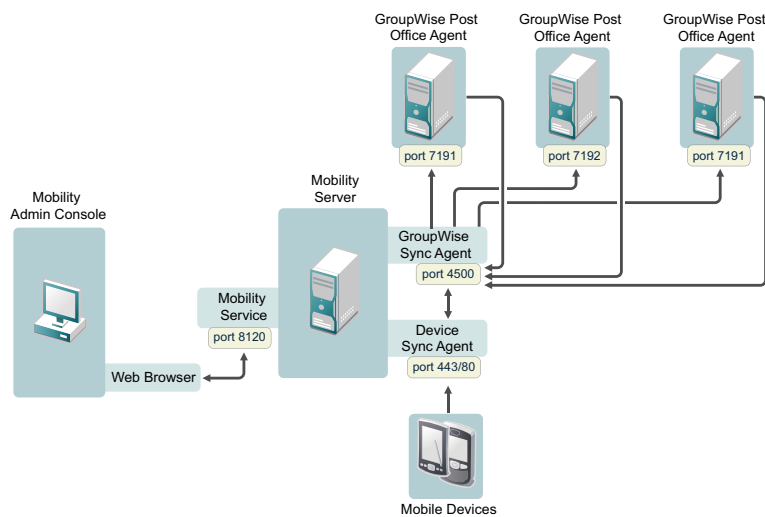 GroupWise Post
Office Agent
GroupWise Post
Office Agent
GroupWise Post
Office Agent
port 7191
port 7192
port 7191
Mobility
Server
Mobility
Admin Console
GroupWise
Sync Agent
port 4500
Mobility
Service
port 8120
Device
Sync Agent
port 443/80
Web Browser
Mobile Devices